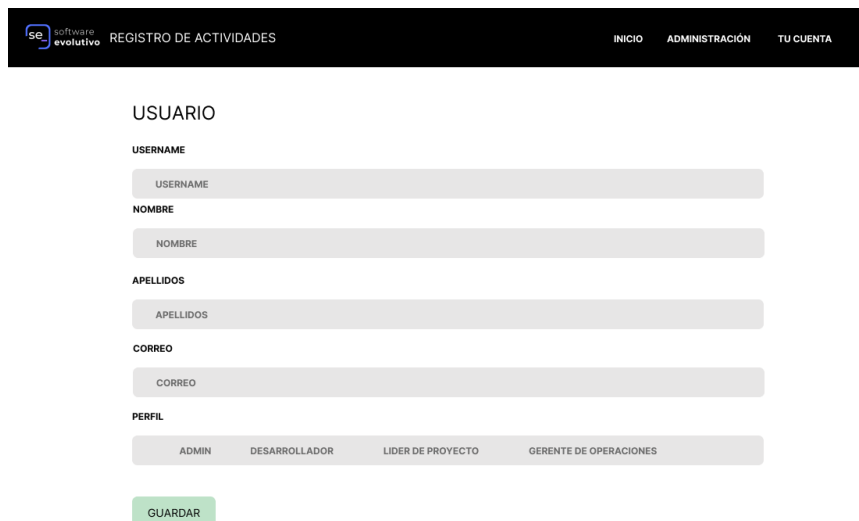 se_ software
evolutivo
REGISTRO DE ACTIVIDADES
INICIO ADMINISTRACIÓN TU CUENTA
USUARIO
USERNAME
USERNAME
NOMBRE
NOMBRE
APELLIDOS
APELLIDOS
CORREO
CORREO
PERFIL
ADMIN DESARROLLADOR LIDER DE PROYECTO GERENTE DE OPERACIONES
GUARDAR